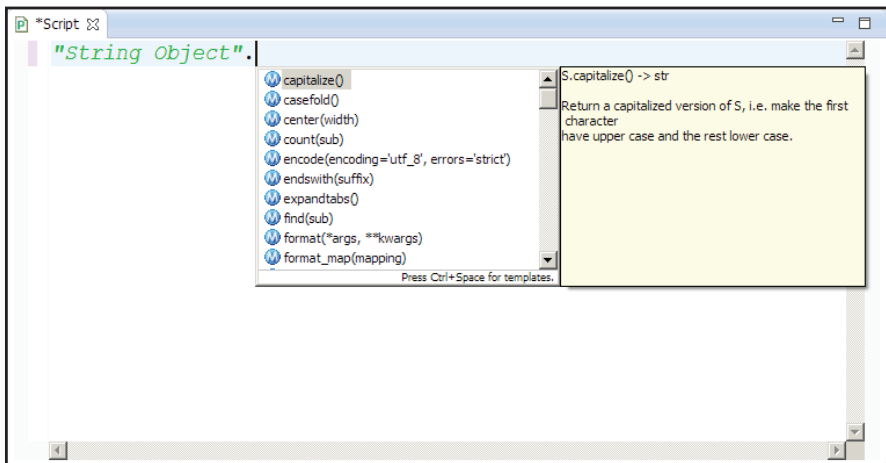 *Script
"String Object".
capitalize()
casefold()
center(width)
count(sub)
encode(encoding='utf_8', errors='strict')
endswith(suffix)
expandtabs()
find(sub)
format(*args, **kwargs)
format_map(mapping)
Press Ctrl+Space for templates.
S.capitalize() -> str
Return a capitalized version of S, i.e. make the first
character
have upper case and the rest lower case.